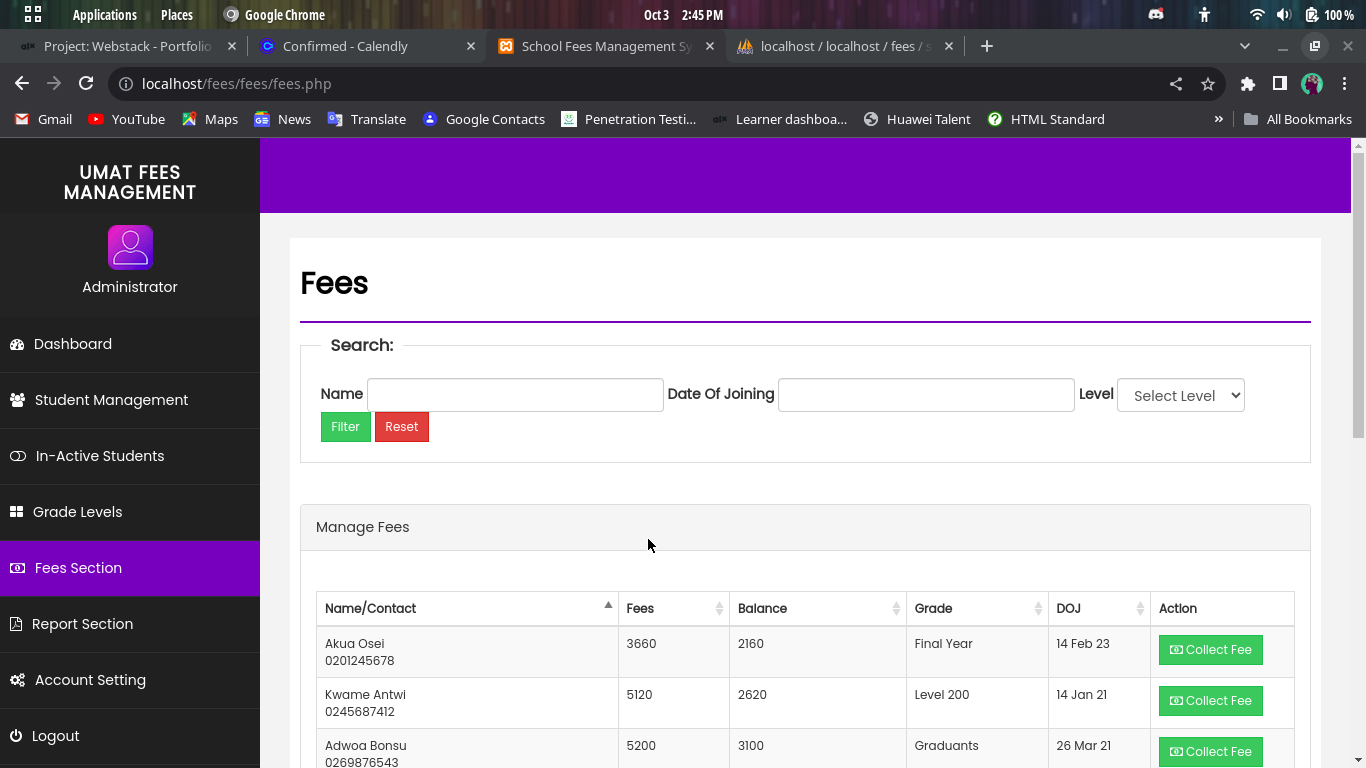 Applications Places Google Chrome Oct 3 2:45 PM 100 %
Project: Webstack - Portfolio Confirmed - Calendly School Fees Management Sy localhost / localhost / fees / s
localhost/fees/fees/fees.php
Gmail YouTube Maps News Translate Google Contacts Penetration Testi... Learner dashboa... Huawei Talent HTML Standard » All Bookmarks
UMAT FEES
MANAGEMENT
Administrator
Dashboard
Student Management
In-Active Students
Grade Levels
Fees Section
Report Section
Account Setting
Logout
Fees
Search:
Name Date Of Joining Level Select Level
Filter Reset
Manage Fees
Name/Contact Fees Balance Grade DOJ Action
Akua Osei 3660 2160 Final Year 14 Feb 23 Collect Fee
0201245678
Kwame Antwi 5120 2620 Level 200 14 Jan 21 Collect Fee
0245687412
Adwoa Bonsu 5200 3100 Graduants 26 Mar 21 Collect Fee
0269876543